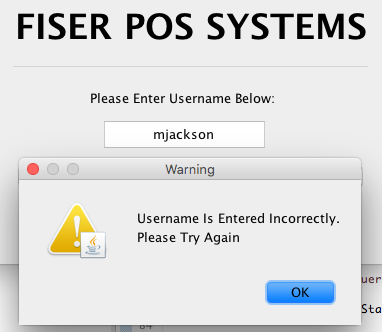 FISER POS SYSTEMS
Please Enter Username Below:
mjackson
Warning
Username Is Entered Incorrectly.
Please Try Again
OK